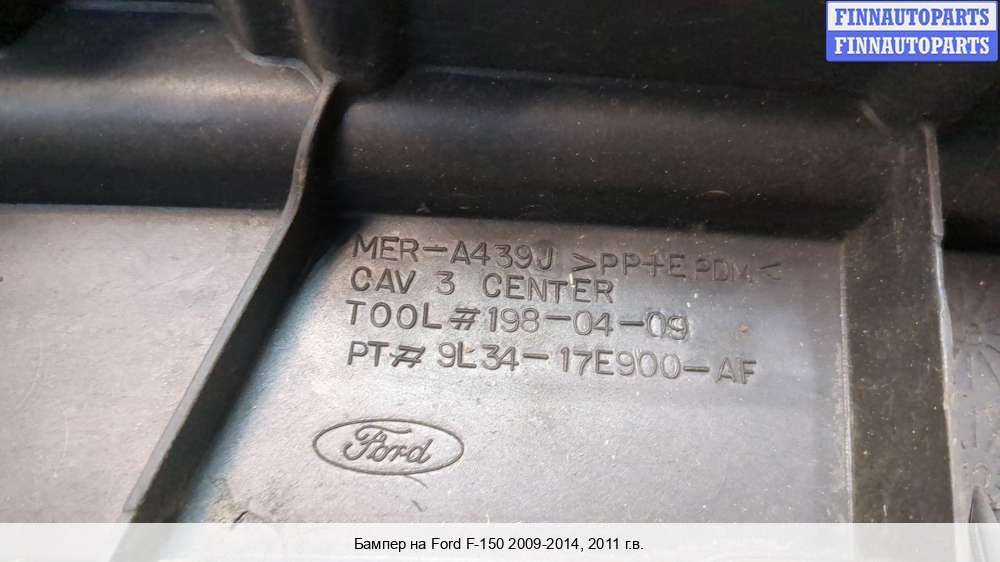 FINNAUTOPARTS
FINNAUTOPARTS
MER-A439J >PP+EPDM<
CAV 3 CENTER
TOOL# 198-04-09
PT# 9L34-17E900-AF
Ford
Бампер на Ford F-150 2009-2014, 2011 г.в.